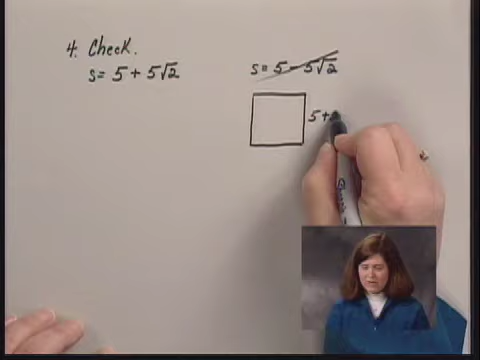 4. Check.
s = 5 + 5√2
s = 5 - 5√2
5+